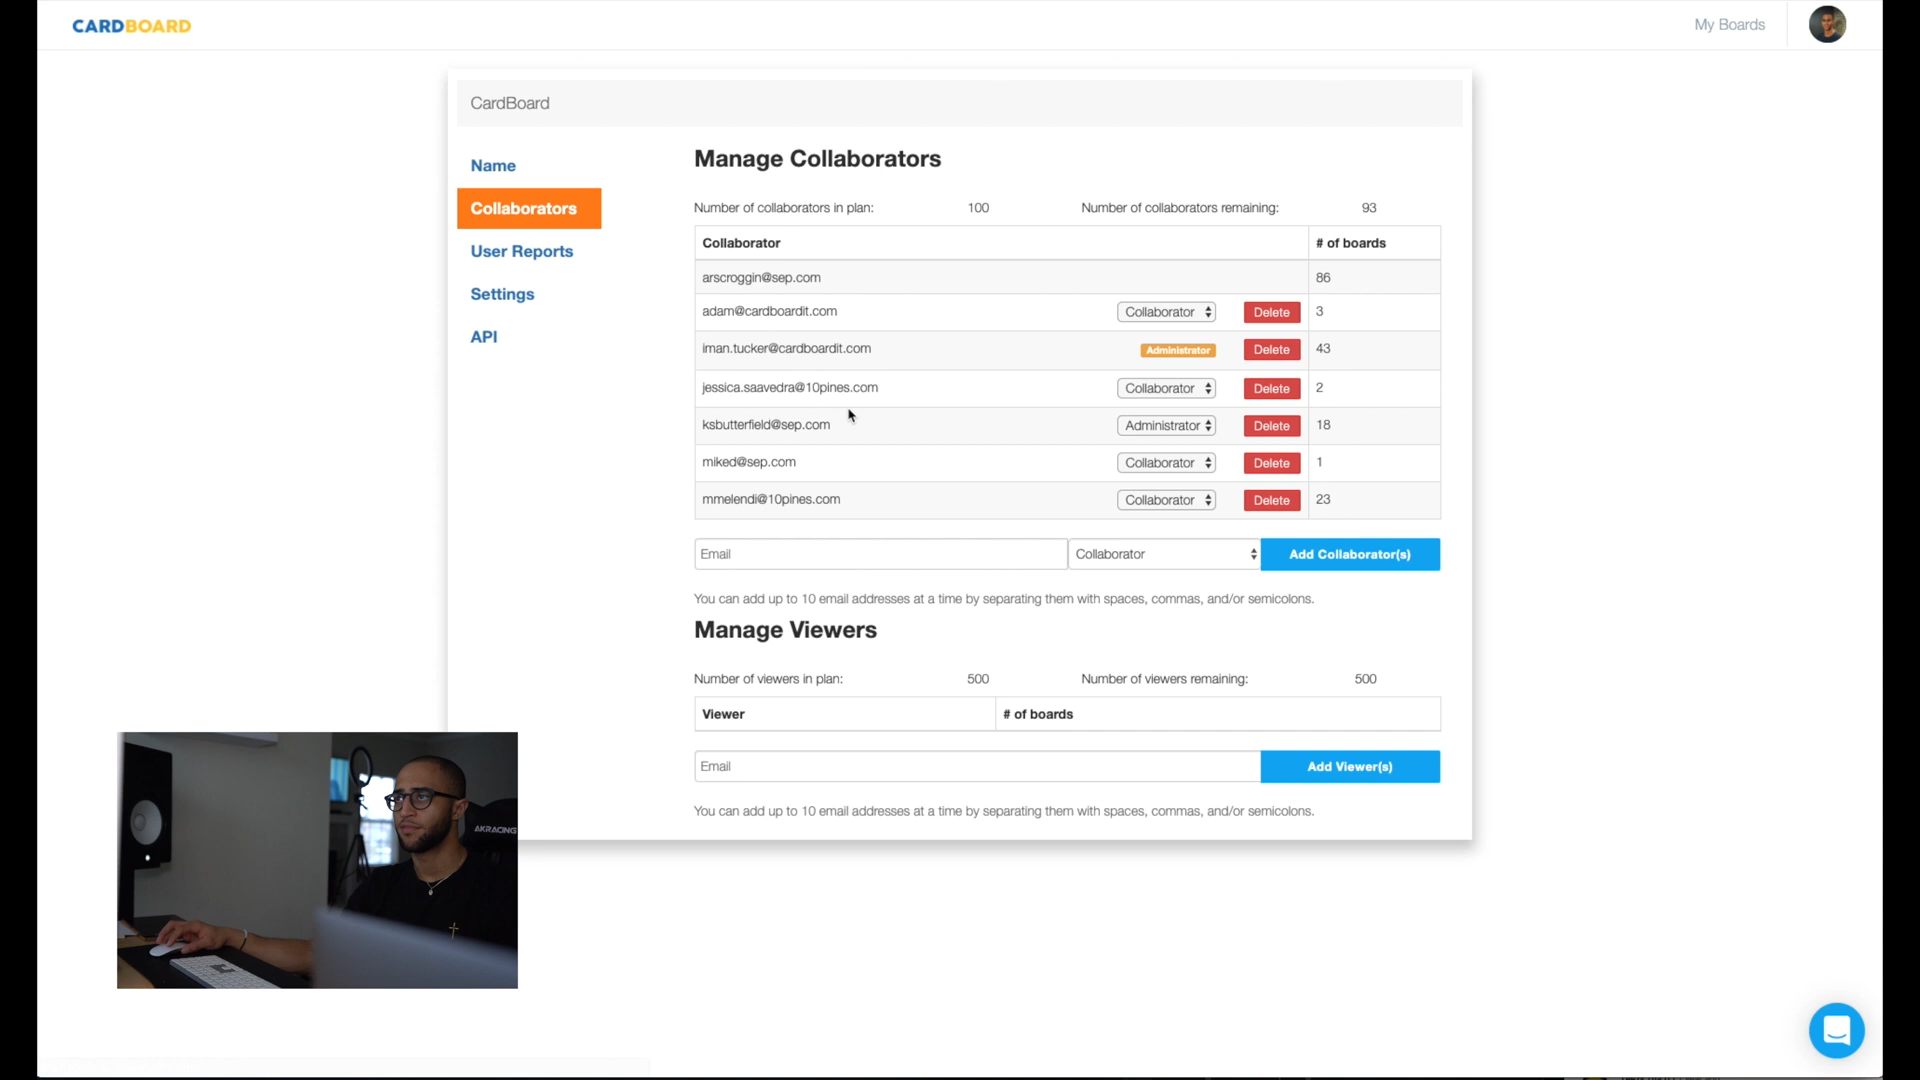 CARDBOARD
My Boards
CardBoard
Name
Collaborators
User Reports
Settings
API
Manage Collaborators
Number of collaborators in plan: 100 Number of collaborators remaining: 93
Collaborator # of boards
arscroggin@sep.com 86
adam@cardboardit.com Collaborator Delete 3
iman.tucker@cardboardit.com Administrator Delete 43
jessica.saavedra@10pines.com Collaborator Delete 2
ksbutterfield@sep.com Administrator Delete 18
miked@sep.com Collaborator Delete 1
mmelendi@10pines.com Collaborator Delete 23
Email Collaborator Add Collaborator(s)
You can add up to 10 email addresses at a time by separating them with spaces, commas, and/or semicolons.
Manage Viewers
Number of viewers in plan: 500 Number of viewers remaining: 500
Viewer # of boards
Email Add Viewer(s)
You can add up to 10 email addresses at a time by separating them with spaces, commas, and/or semicolons.
AKRACING